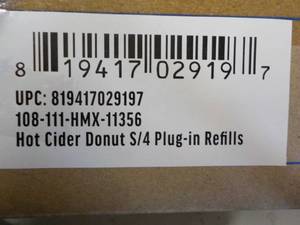 8 19417 02919 7
UPC: 819417029197
108-111-HMX-11356
Hot Cider Donut S/4 Plug-in Refills